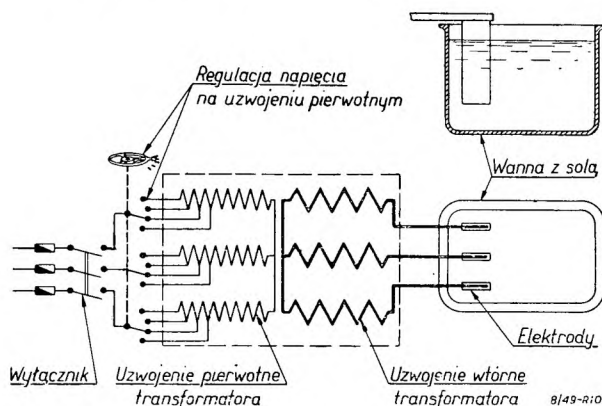 Regulacja napięcia
na uzwojeniu pierwotnym
Wanna z solą
Elektrody
Wyłącznik
Uzwojenie pierwotne
transformatora
Uzwojenie wtórne
transformatora
8/49-R10